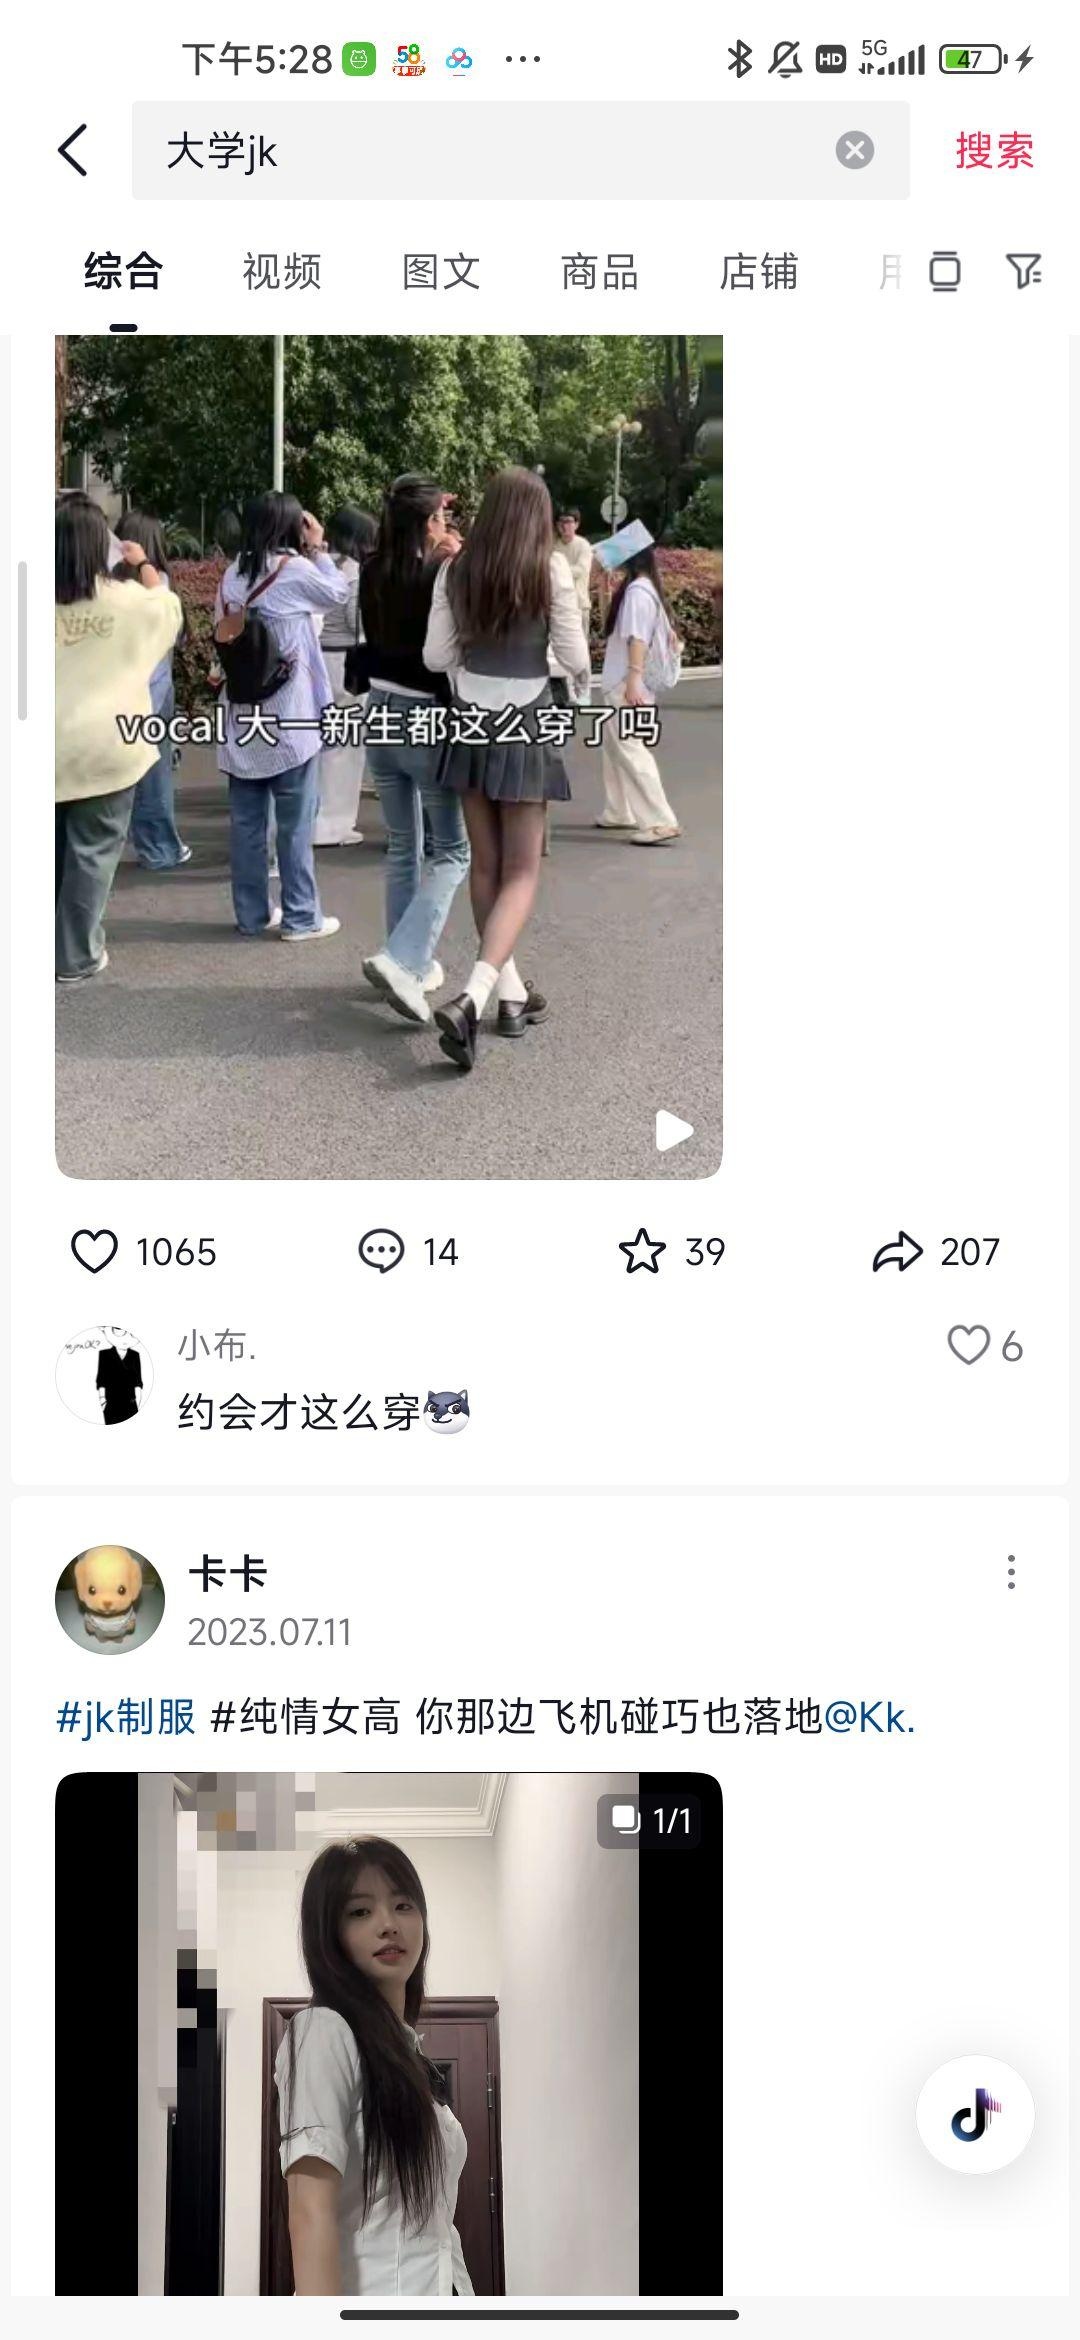 下午5:28
58
HD
5G
47
大学jk
搜索
综合
视频
图文
商品
店铺
Nike
vocal 大一新生都这么穿了吗
1065
14
39
207
小布.
6
约会才这么穿
卡卡
2023.07.11
#jk制服 #纯情女高 你那边飞机碰巧也落地@Kk.
1/1